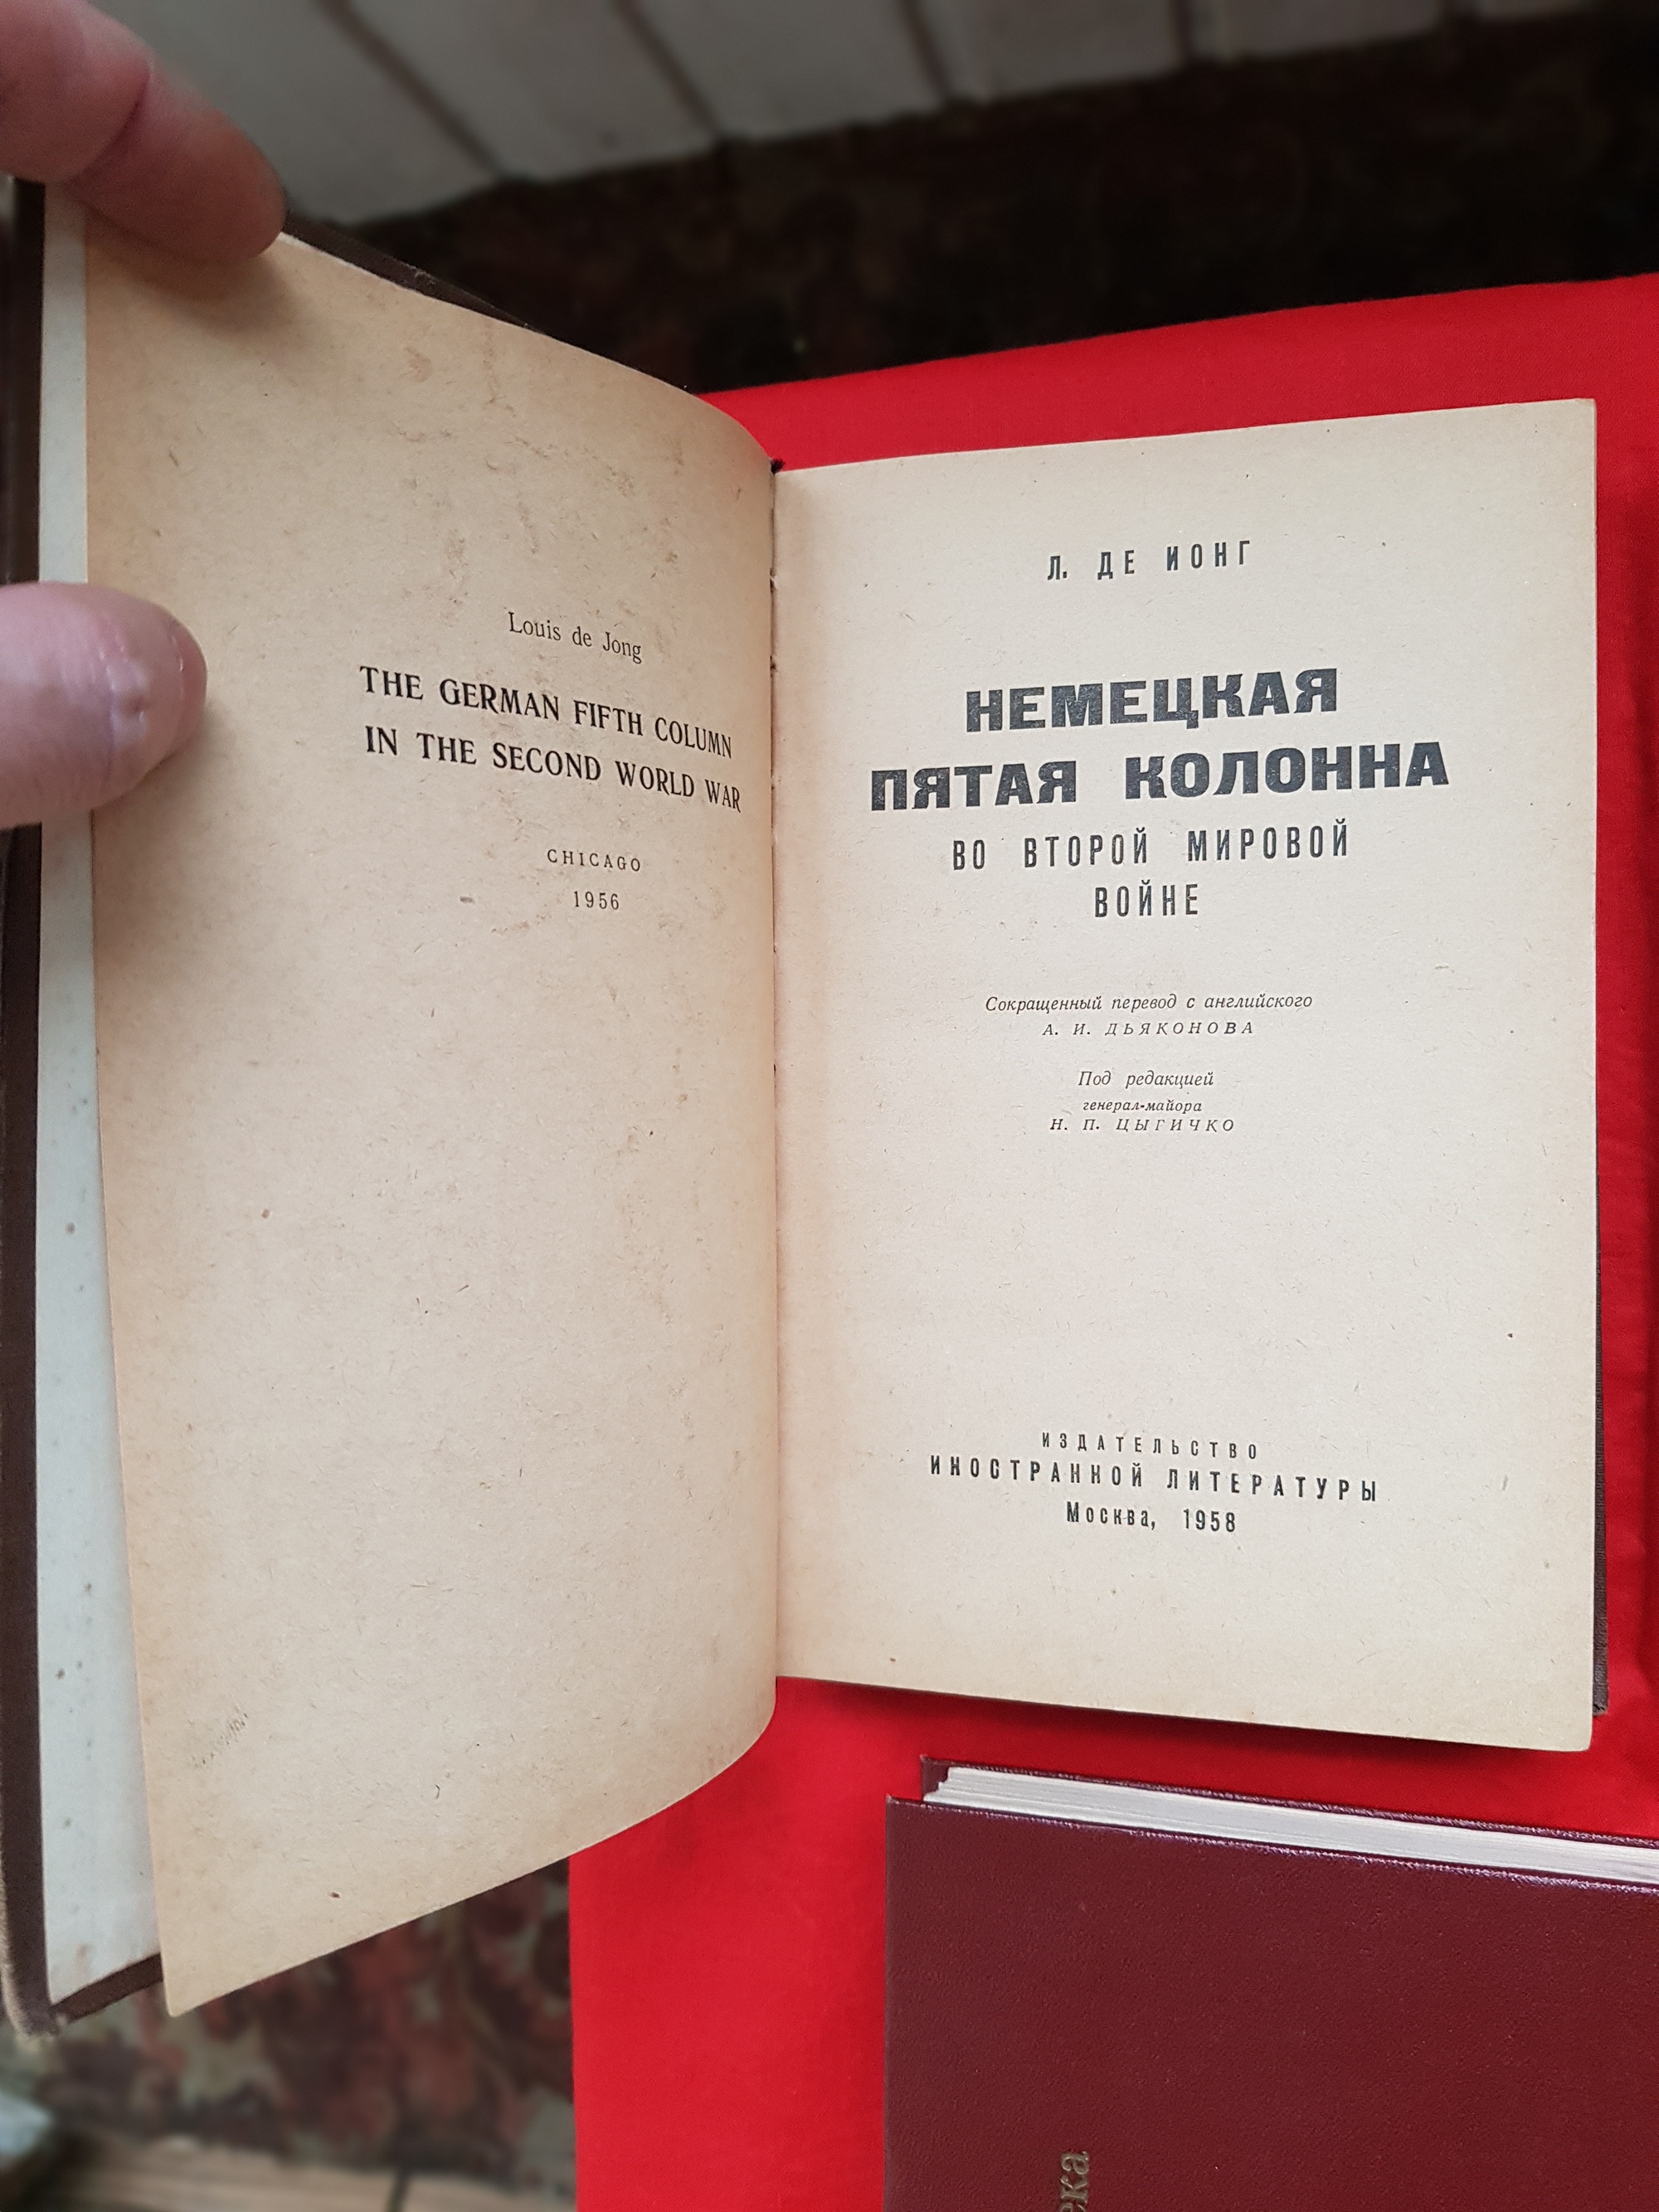 Louis de Jong
THE GERMAN FIFTH COLUMN
IN THE SECOND WORLD WAR
CHICAGO
1956
Л. ДЕ ИОНГ
НЕМЕЦКАЯ
ПЯТАЯ КОЛОННА
ВО ВТОРОЙ МИРОВОЙ
ВОЙНЕ
Сокращенный перевод с английского
А. И. ДЬЯКОНОВА
Под редакцией
генерал-майора
Н. П. ЦЫГИЧКО
ИЗДАТЕЛЬСТВО
ИНОСТРАННОЙ ЛИТЕРАТУРЫ
Москва, 1958